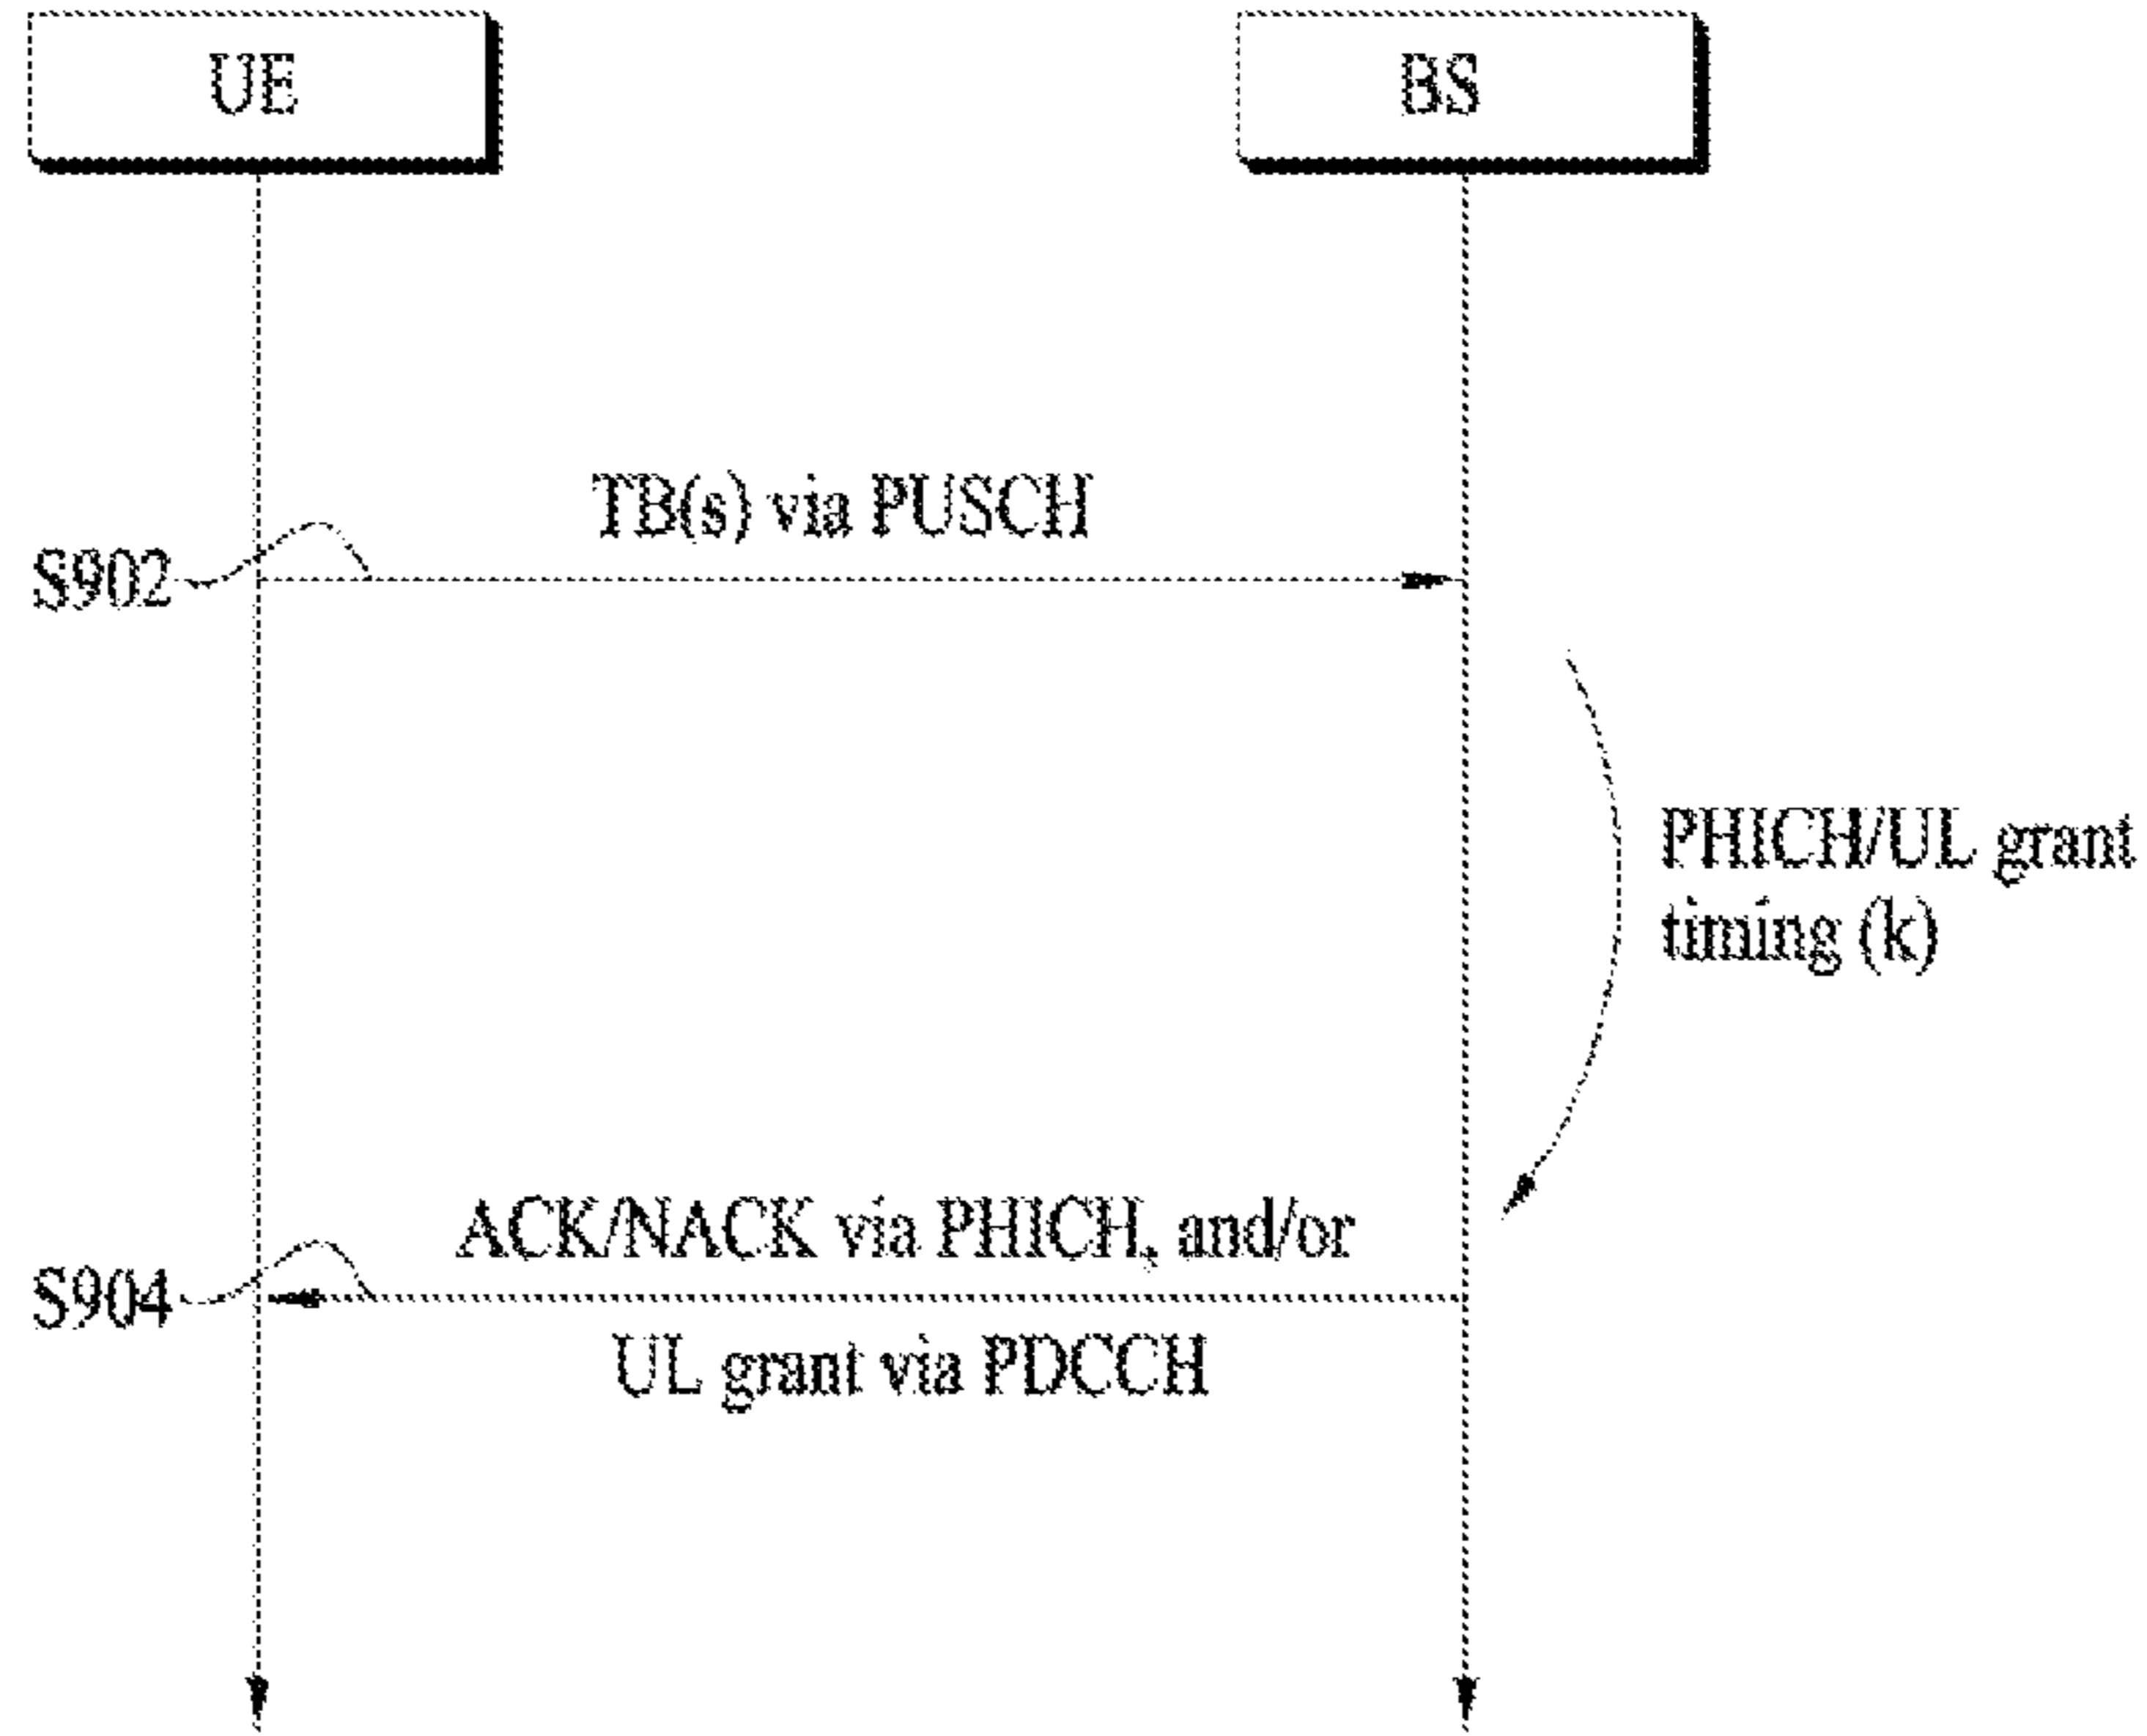 UE
BS
TB(s) via PUSCH
S902
PHICH/UL grant
timing (k)
ACK/NACK via PHICH, and/or
S904
UL grant via PDCCH